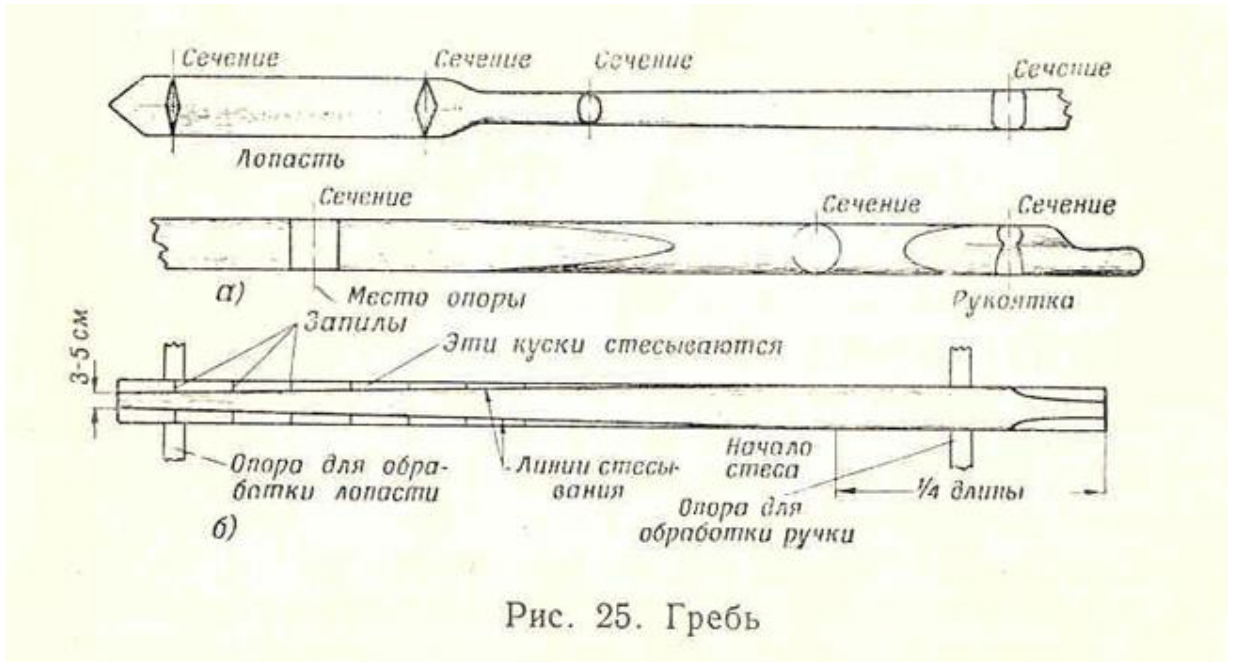 Сечение
Сечение
Сечение
Сечение
Лопасть
Сечение
Сечение
Сечение
а)
Место опоры
Рукоятка
3-5 см
Запилы
Эти куски стесываются
Опора для обра-
ботки лопасти
Линии стесы-
вания
Начало
стеса
¼ длины
Опора для
обработки ручки
б)
Рис. 25. Гребь